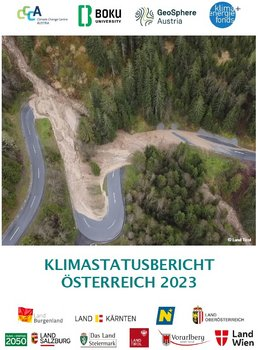 CCCA
Climate Change Centre
AUSTRIA
BOKU
UNIVERSITY
GeoSphere
Austria
klima+
energie
fonds
© Land Tirol
KLIMASTATUSBERICHT
ÖSTERREICH 2023
Land
Burgenland
LAND KÄRNTEN
N
LAND
OBERÖSTERREICH
2050
LAND
SALZBURG
Das Land
Steiermark
LAND
TIROL
Vorarlberg
Land
Wien